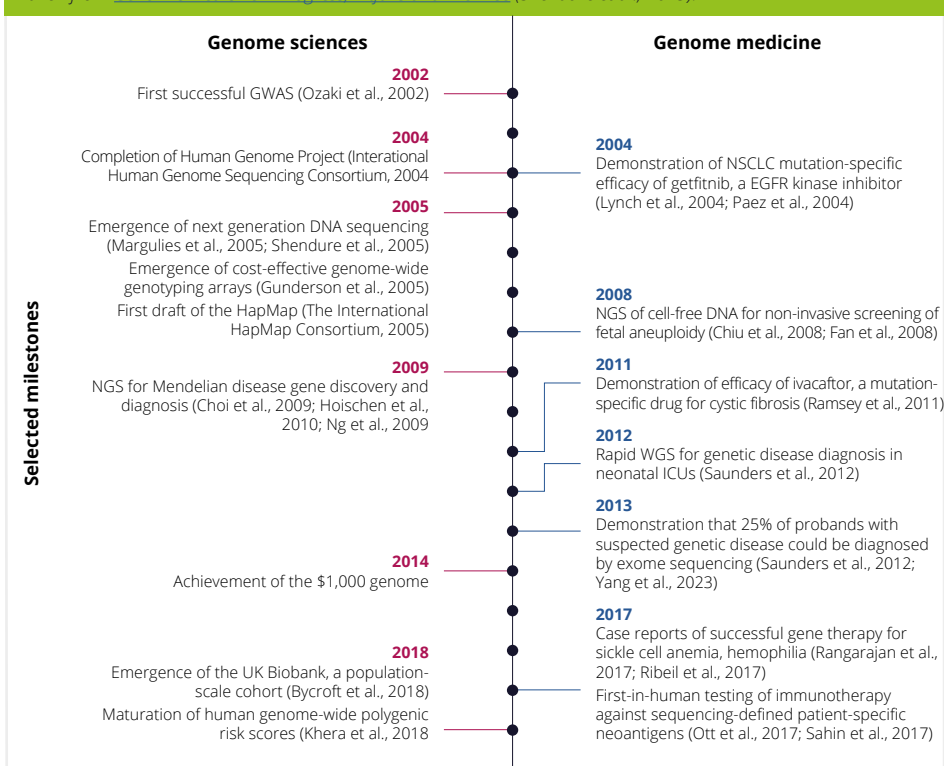 Genome sciences
Genome medicine
Selected milestones
2002
First successful GWAS (Ozaki et al., 2002)
2004
Completion of Human Genome Project (Interational
Human Genome Sequencing Consortium, 2004
2005
Emergence of next generation DNA sequencing
(Margulies et al., 2005; Shendure et al., 2005)
Emergence of cost-effective genome-wide
genotyping arrays (Gunderson et al., 2005)
First draft of the HapMap (The International
HapMap Consortium, 2005)
2009
NGS for Mendelian disease gene discovery and
diagnosis (Choi et al., 2009; Hoischen et al.,
2010; Ng et al., 2009
2014
Achievement of the $1,000 genome
2018
Emergence of the UK Biobank, a population-
scale cohort (Bycroft et al., 2018)
Maturation of human genome-wide polygenic
risk scores (Khera et al., 2018
2004
Demonstration of NSCLC mutation-specific
efficacy of getfitnib, a EGFR kinase inhibitor
(Lynch et al., 2004; Paez et al., 2004)
2008
NGS of cell-free DNA for non-invasive screening of
fetal aneuploidy (Chiu et al., 2008; Fan et al., 2008)
2011
Demonstration of efficacy of ivacaftor, a mutation-
specific drug for cystic fibrosis (Ramsey et al., 2011)
2012
Rapid WGS for genetic disease diagnosis in
neonatal ICUs (Saunders et al., 2012)
2013
Demonstration that 25% of probands with
suspected genetic disease could be diagnosed
by exome sequencing (Saunders et al., 2012;
Yang et al., 2023)
2017
Case reports of successful gene therapy for
sickle cell anemia, hemophilia (Rangarajan et al.,
2017; Ribeil et al., 2017)
First-in-human testing of immunotherapy
against sequencing-defined patient-specific
neoantigens (Ott et al., 2017; Sahin et al., 2017)